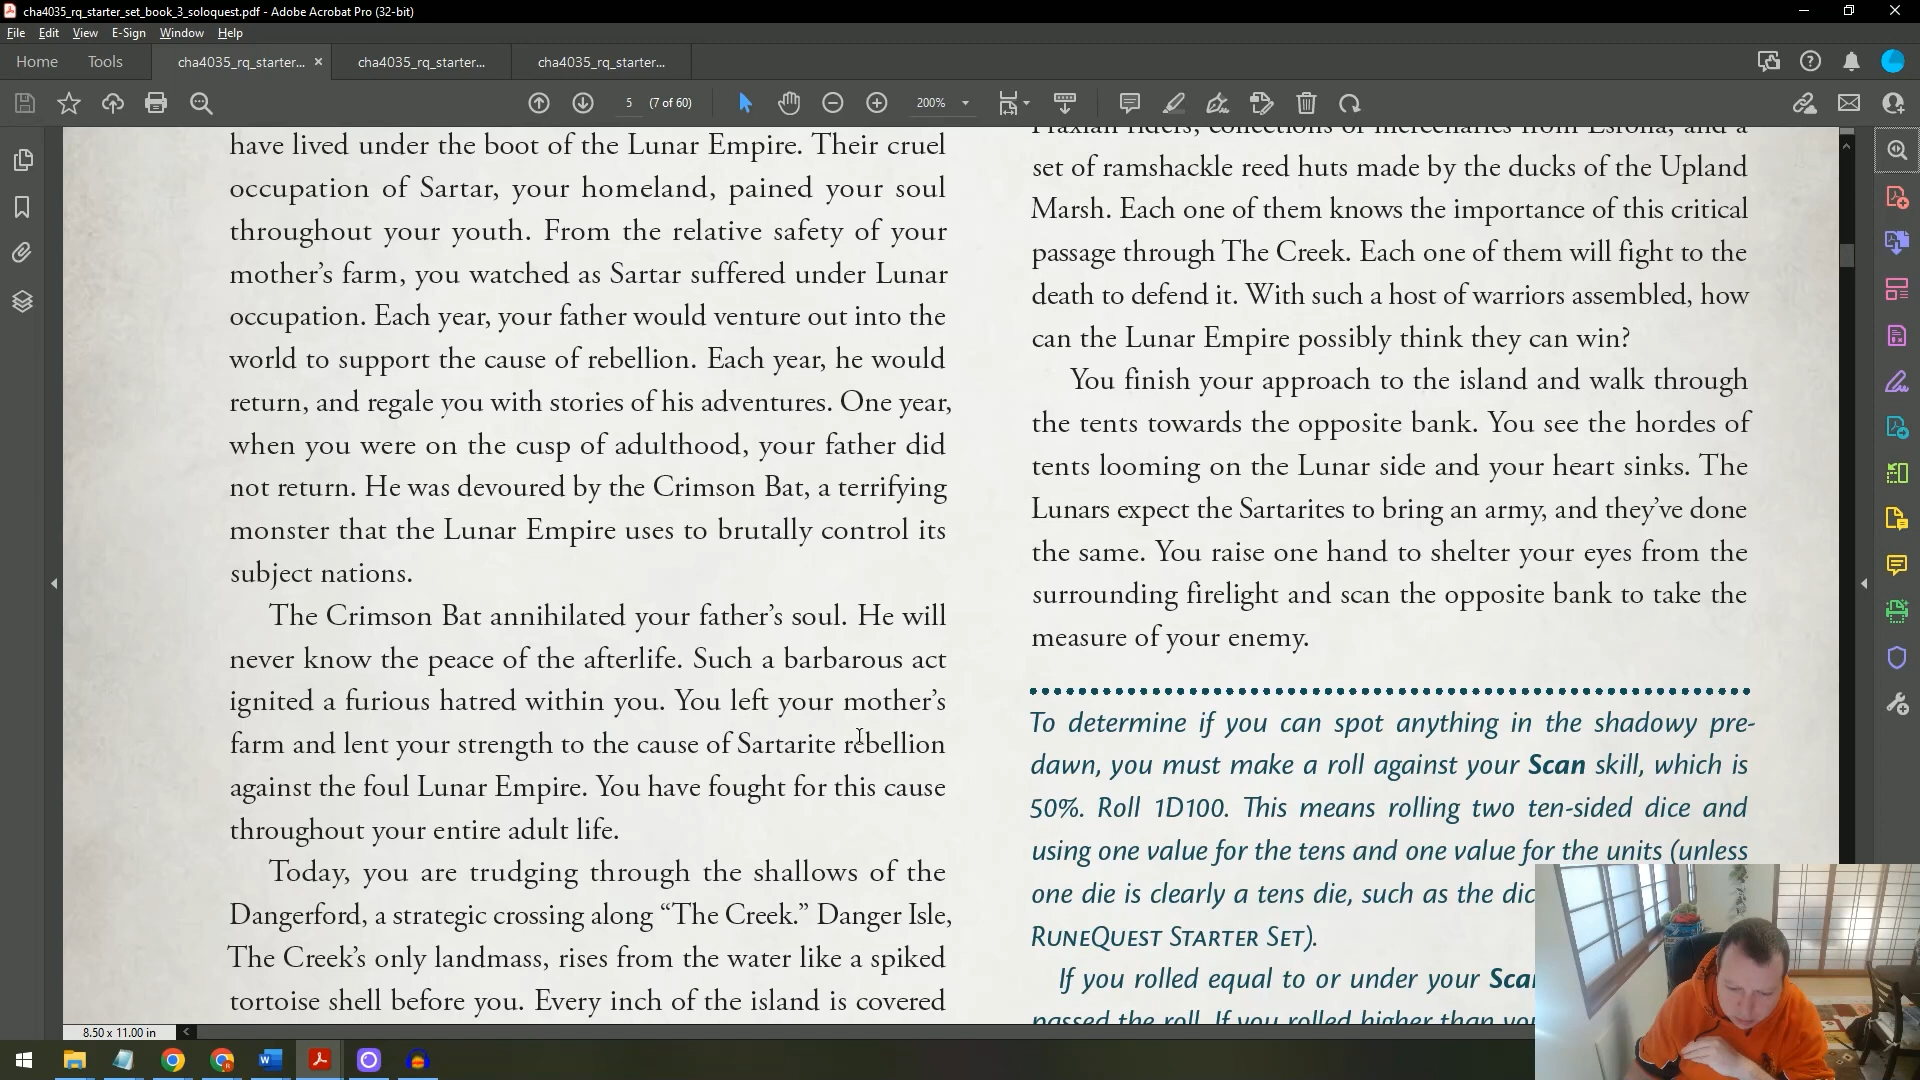 cha4035_rq_starter_set_book_3_soloquest.pdf - Adobe Acrobat Pro (32-bit)
File Edit View E-Sign Window Help
Home Tools cha4035_rq_starter... × cha4035_rq_starter... cha4035_rq_starter...
5 (7 of 60) 200%
have lived under the boot of the Lunar Empire. Their cruel
occupation of Sartar, your homeland, pained your soul
throughout your youth. From the relative safety of your
mother’s farm, you watched as Sartar suffered under Lunar
occupation. Each year, your father would venture out into the
world to support the cause of rebellion. Each year, he would
return, and regale you with stories of his adventures. One year,
when you were on the cusp of adulthood, your father did
not return. He was devoured by the Crimson Bat, a terrifying
monster that the Lunar Empire uses to brutally control its
subject nations.
The Crimson Bat annihilated your father’s soul. He will
never know the peace of the afterlife. Such a barbarous act
ignited a furious hatred within you. You left your mother’s
farm and lent your strength to the cause of Sartarite rebellion
against the foul Lunar Empire. You have fought for this cause
throughout your entire adult life.
Today, you are trudging through the shallows of the
Dangerford, a strategic crossing along “The Creek.” Danger Isle,
The Creek’s only landmass, rises from the water like a spiked
tortoise shell before you. Every inch of the island is covered
Praxian riders, collections of mercenaries from Esrolia, and a
set of ramshackle reed huts made by the ducks of the Upland
Marsh. Each one of them knows the importance of this critical
passage through The Creek. Each one of them will fight to the
death to defend it. With such a host of warriors assembled, how
can the Lunar Empire possibly think they can win?
You finish your approach to the island and walk through
the tents towards the opposite bank. You see the hordes of
tents looming on the Lunar side and your heart sinks. The
Lunars expect the Sartarites to bring an army, and they’ve done
the same. You raise one hand to shelter your eyes from the
surrounding firelight and scan the opposite bank to take the
measure of your enemy.
To determine if you can spot anything in the shadowy pre-
dawn, you must make a roll against your Scan skill, which is
50%. Roll 1D100. This means rolling two ten-sided dice and
using one value for the tens and one value for the units (unless
one die is clearly a tens die, such as the dic
RUNEQUEST STARTER SET).
If you rolled equal to or under your Scan
passed the roll. If you rolled higher than you
8.50 x 11.00 in